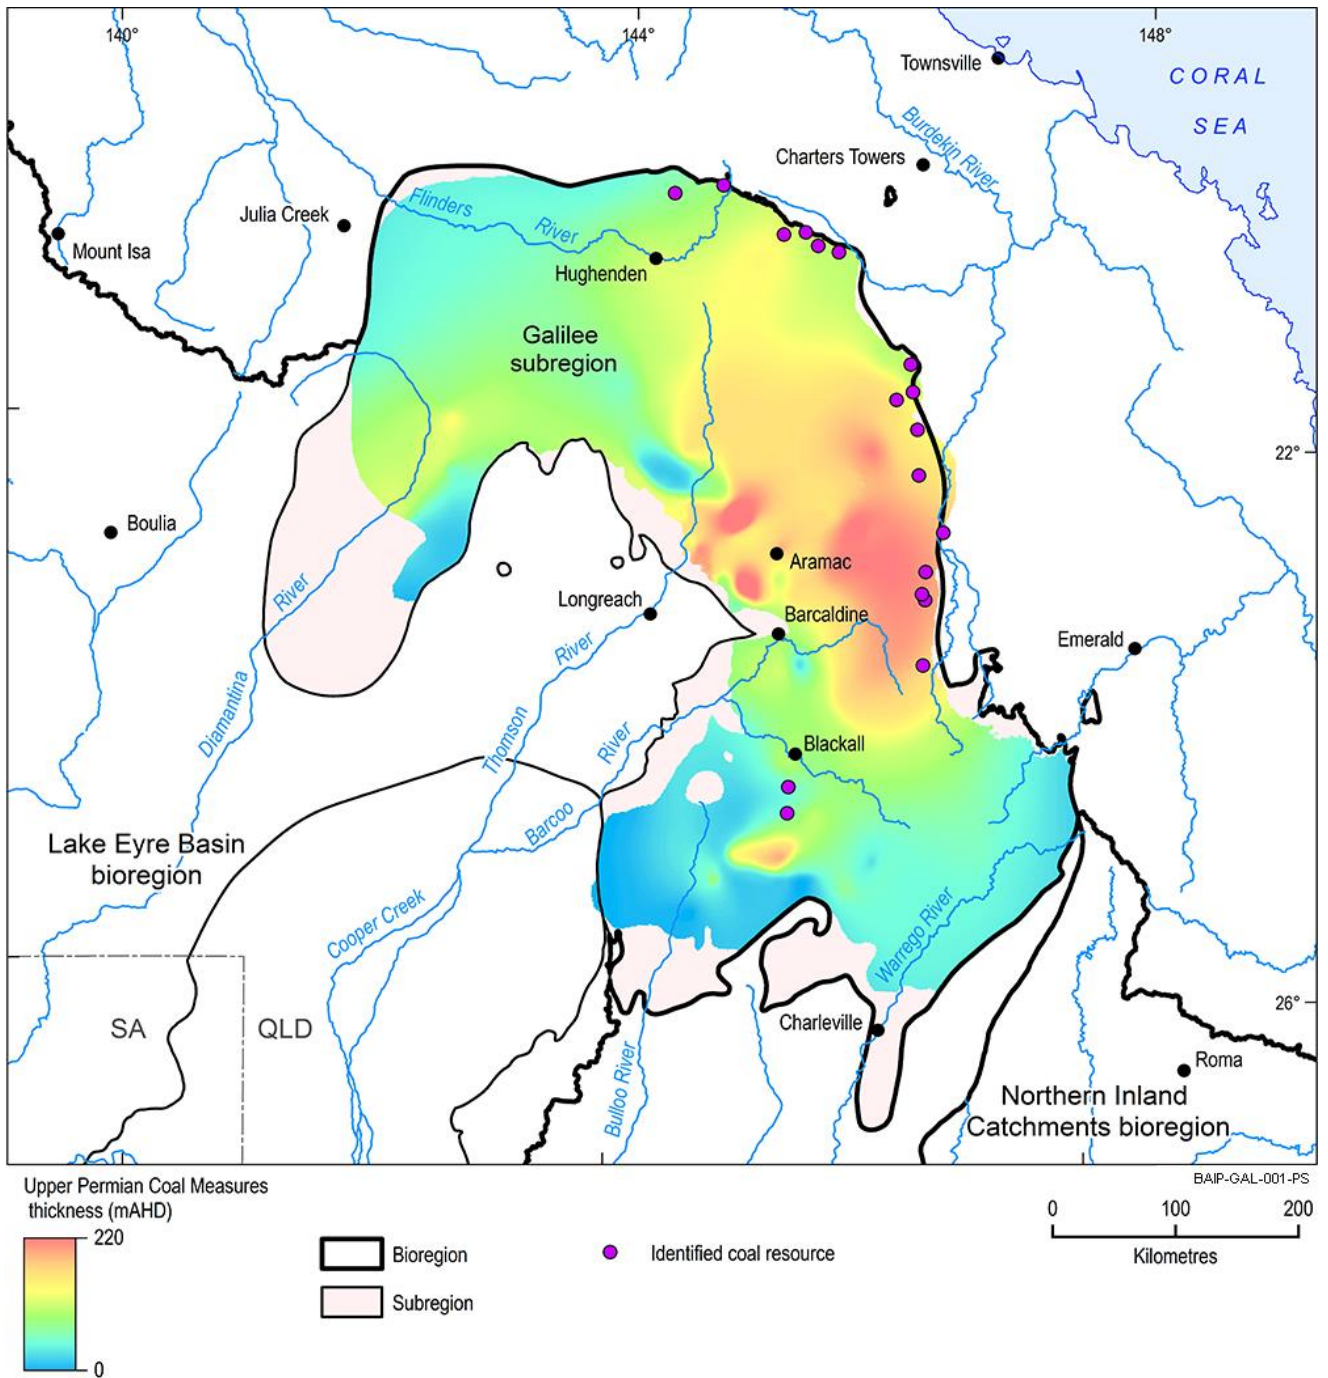 140°
144°
148°
Townsville
CORAL
SEA
Burdekin River
Charters Towers
Julia Creek
Flinders
River
Mount Isa
Hughenden
Galilee
subregion
22°
Boulia
Aramac
River
Longreach
Barcaldine
River
Emerald
Diamantina
Thomson
River
Blackall
Barcoo
Lake Eyre Basin
bioregion
Cooper Creek
Warrego River
26°
SA
QLD
Charleville
Bulloo River
Roma
Northern Inland
Catchments bioregion
BAIP-GAL-001-PS
Upper Permian Coal Measures
thickness (mAHD)
220
0
Bioregion
Subregion
Identified coal resource
0
100
200
Kilometres